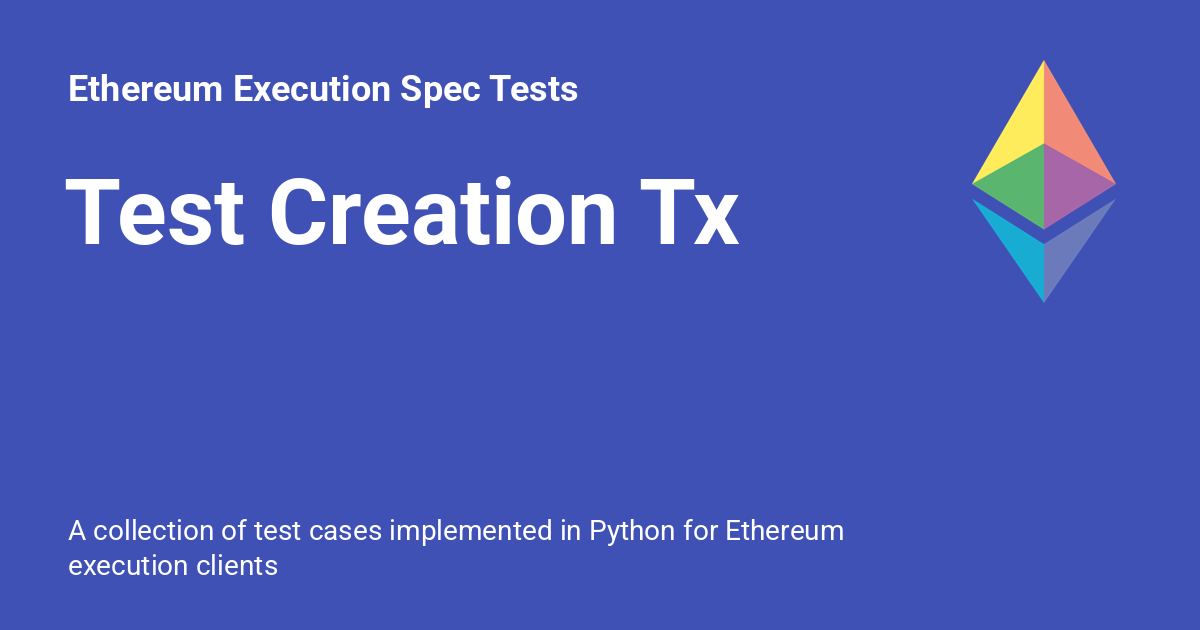 Ethereum Execution Spec Tests
Test Creation Tx
A collection of test cases implemented in Python for Ethereum
execution clients